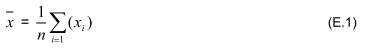 x̄ = 1/n ∑_{i=1} (x_i) (E.1)